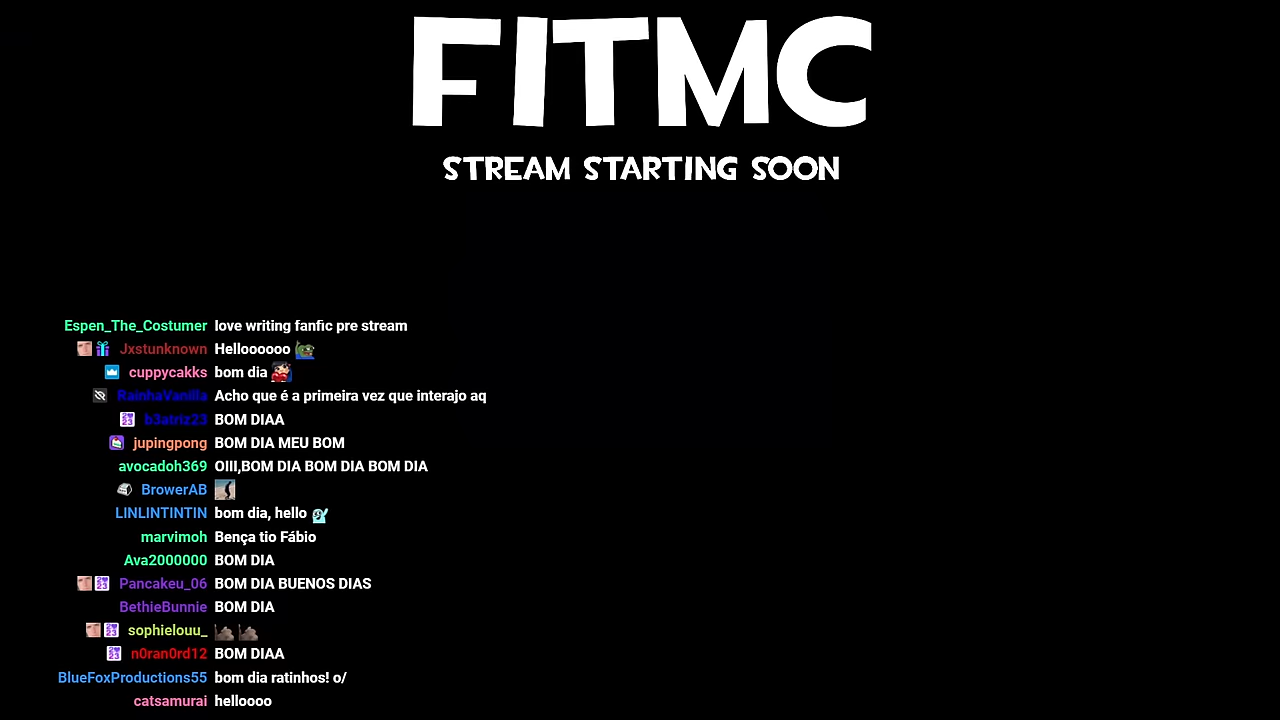 FITMC
STREAM STARTING SOON
Espen_The_Costumer love writing fanfic pre stream
Jxstunknown Helloooooo
cuppycakks bom dia
RainhaVanilla Acho que é a primeira vez que interajo aq
b3atriz23 BOM DIAA
jupingpong BOM DIA MEU BOM
avocadoh369 OIII,BOM DIA BOM DIA BOM DIA
BrowerAB
LINLINTINTIN bom dia, hello
marvimoh Bença tio Fábio
Ava2000000 BOM DIA
Pancakeu_06 BOM DIA BUENOS DIAS
BethieBunnie BOM DIA
sophielouu_
n0ran0rd12 BOM DIAA
BlueFoxProductions55 bom dia ratinhos! o/
catsamurai helloooo